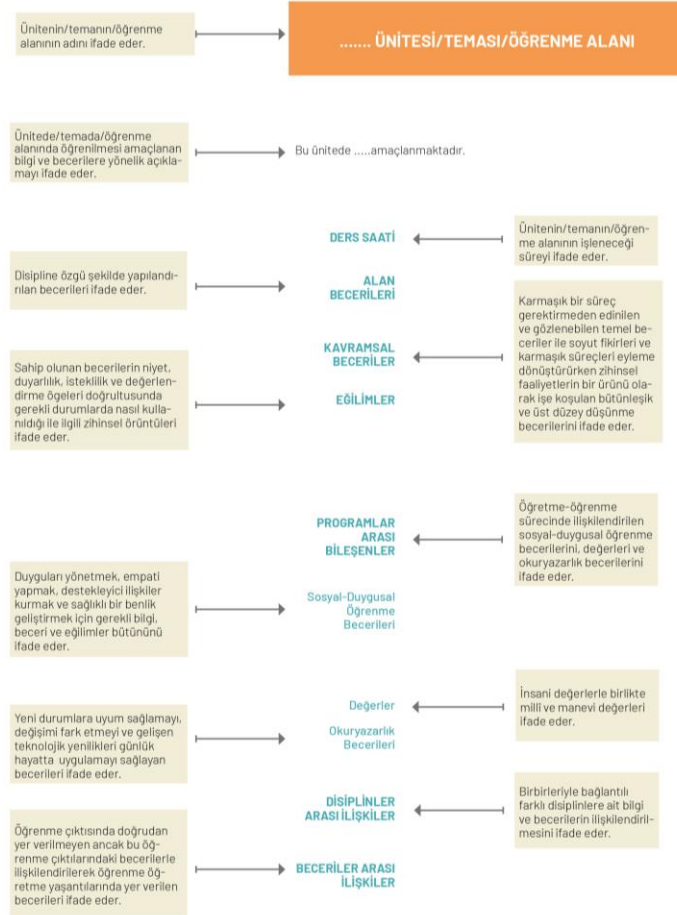 Ünitenin/temanın/öğrenme
alanının adını ifade eder.
....... ÜNİTESİ/TEMASI/ÖĞRENME ALANI
Ünitede/temada/öğrenme
alanında öğrenilmesi amaçlanan
bilgi ve becerilere yönelik açıkla-
mayı ifade eder.
Bu ünitede .....amaçlanmaktadır.
DERS SAATİ
Ünitenin/temanın/öğren-
me alanının işleneceği
süreyi ifade eder.
Disipline özgü şekilde yapılandı-
rılan becerileri ifade eder.
ALAN
BECERİLERİ
KAVRAMSAL
BECERİLER
Karmaşık bir süreç
gerektirmeden edinilen
ve gözlenebilen temel be-
ceriler ile soyut fikirleri ve
karmaşık süreçleri eyleme
dönüştürürken zihinsel
faaliyetlerin bir ürünü ola-
rak işe koşulan bütünleşik
ve üst düzey düşünme
becerilerini ifade eder.
Sahip olunan becerilerin niyet,
duyarlılık, isteklilik ve değerlen-
dirme ögeleri doğrultusunda
gerekli durumlarda nasıl kulla-
nıldığı ile ilgili zihinsel örüntüleri
ifade eder.
EĞİLİMLER
PROGRAMLAR
ARASI
BİLEŞENLER
Öğretme-öğrenme
sürecinde ilişkilendirilen
sosyal-duygusal öğrenme
becerilerini, değerleri ve
okuryazarlık becerilerini
ifade eder.
Duyguları yönetmek, empati
yapmak, destekleyici ilişkiler
kurmak ve sağlıklı bir benlik
geliştirmek için gerekli bilgi,
beceri ve eğilimler bütününü
ifade eder.
Sosyal-Duygusal
Öğrenme
Becerileri
Değerler
İnsani değerlerle birlikte
millî ve manevi değerleri
ifade eder.
Yeni durumlara uyum sağlamayı,
değişimi fark etmeyi ve gelişen
teknolojik yenilikleri günlük
hayatta uygulamayı sağlayan
becerileri ifade eder.
Okuryazarlık
Becerileri
DİSİPLİNLER
ARASI İLİŞKİLER
Birbirleriyle bağlantılı
farklı disiplinlere ait bilgi
ve becerilerin ilişkilendiril-
mesini ifade eder.
Öğrenme çıktısında doğrudan
yer verilmeyen ancak bu öğ-
renme çıktılarındaki becerilerle
ilişkilendirilerek öğrenme öğ-
retme yaşantılarında yer verilen
becerileri ifade eder.
BECERİLER ARASI
İLİŞKİLER